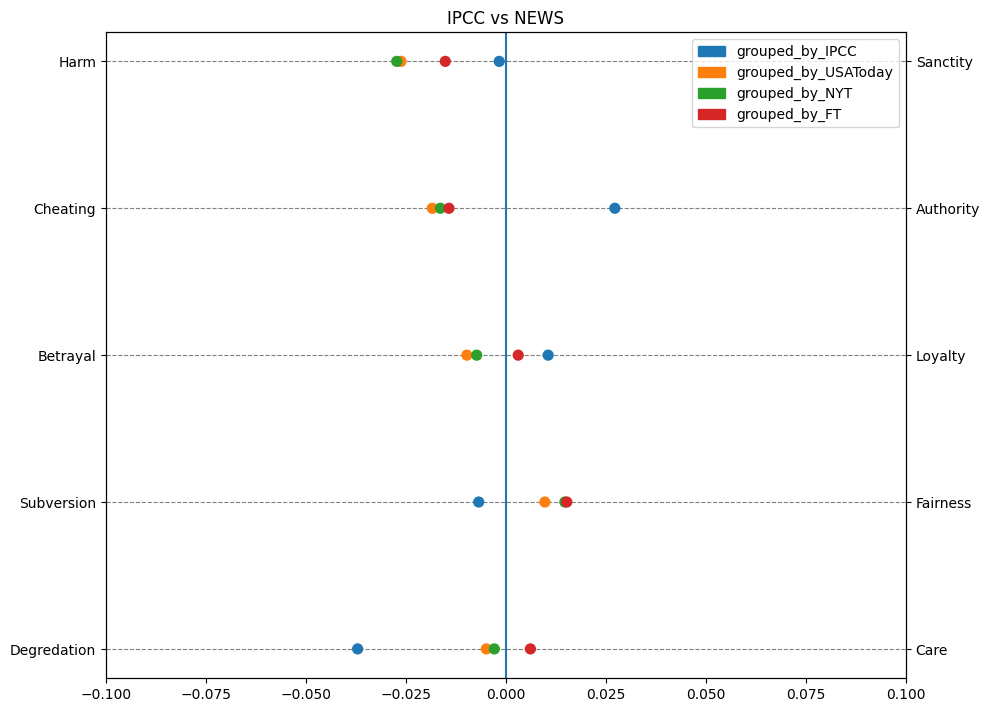 IPCC vs NEWS
grouped_by_IPCC
grouped_by_USAToday
grouped_by_NYT
grouped_by_FT
Harm
Sanctity
Cheating
Authority
Betrayal
Loyalty
Subversion
Fairness
Degredation
Care
−0.100 −0.075 −0.050 −0.025 0.000 0.025 0.050 0.075 0.100